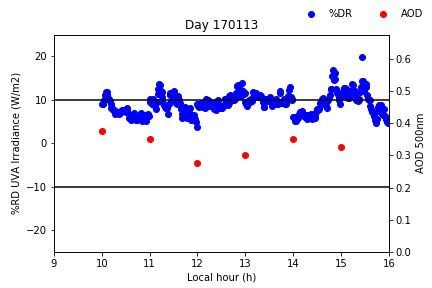 %DR AOD
Day 170113
20
10
0
−10
−20
%RD UVA Irradiance (W/m2)
0.6
0.5
0.4
0.3
0.2
0.1
0.0
AOD 500nm
9 10 11 12 13 14 15 16
Local hour (h)